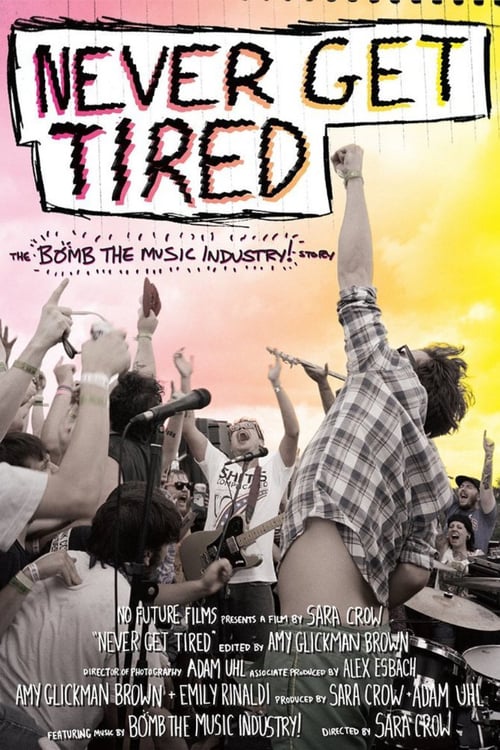 NEVER GET
TIRED
THE BOMB THE MUSIC INDUSTRY! STORY
NO FUTURE FILMS PRESENTS A FILM BY SARA CROW
"NEVER GET TIRED" EDITED BY AMY GLICKMAN BROWN
DIRECTOR OF PHOTOGRAPHY ADAM UHL ASSOCIATE PRODUCED BY ALEX ESBACH
AMY GLICKMAN BROWN + EMILY RINALDI PRODUCED BY SARA CROW + ADAM UHL
FEATURING MUSIC BY BOMB THE MUSIC INDUSTRY! DIRECTED BY SARA CROW